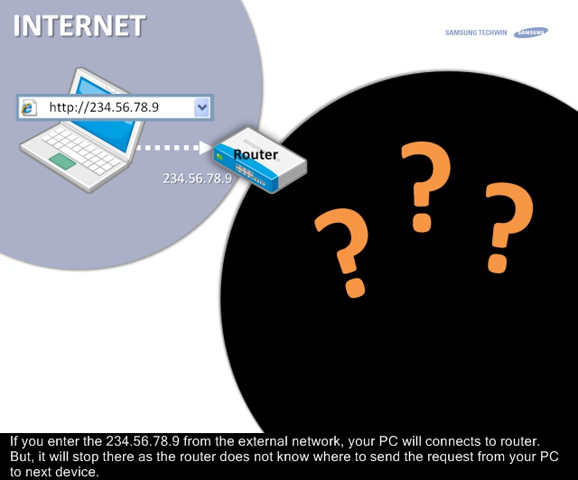 INTERNET
SAMSUNG TECHWIN SAMSUNG
http://234.56.78.9
Router
234.56.78.9
?
?
?
If you enter the 234.56.78.9 from the external network, your PC will connects to router.
But, it will stop there as the router does not know where to send the request from your PC
to next device.